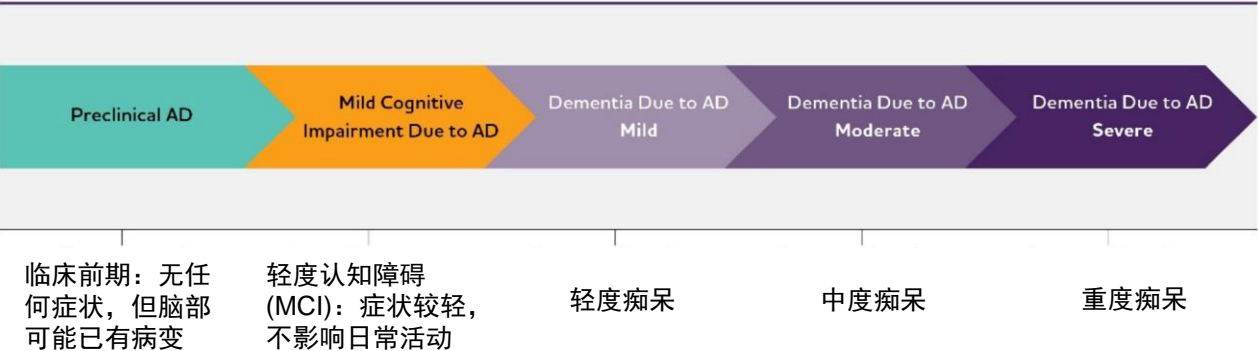 Preclinical AD
Mild Cognitive
Impairment Due to AD
Dementia Due to AD
Mild
Dementia Due to AD
Moderate
Dementia Due to AD
Severe
临床前期：无任
何症状，但脑部
可能已有病变
轻度认知障碍
(MCI)：症状较轻，
不影响日常活动
轻度痴呆
中度痴呆
重度痴呆